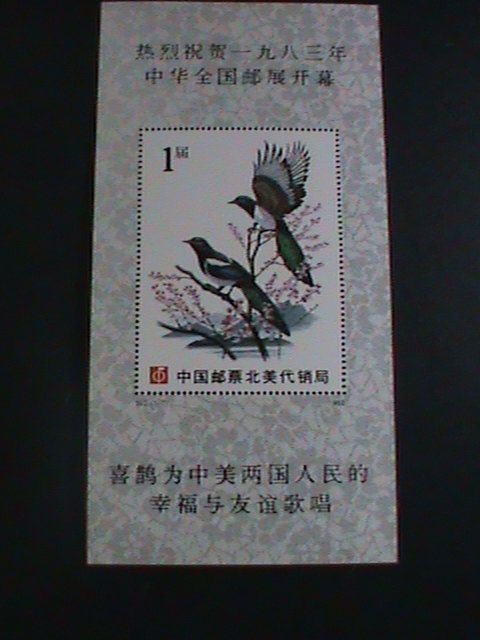 热烈祝贺一九八三年
中华全国邮展开幕
1届
中国邮票北美代销局
喜鹊为中美两国人民的
幸福与友谊歌唱